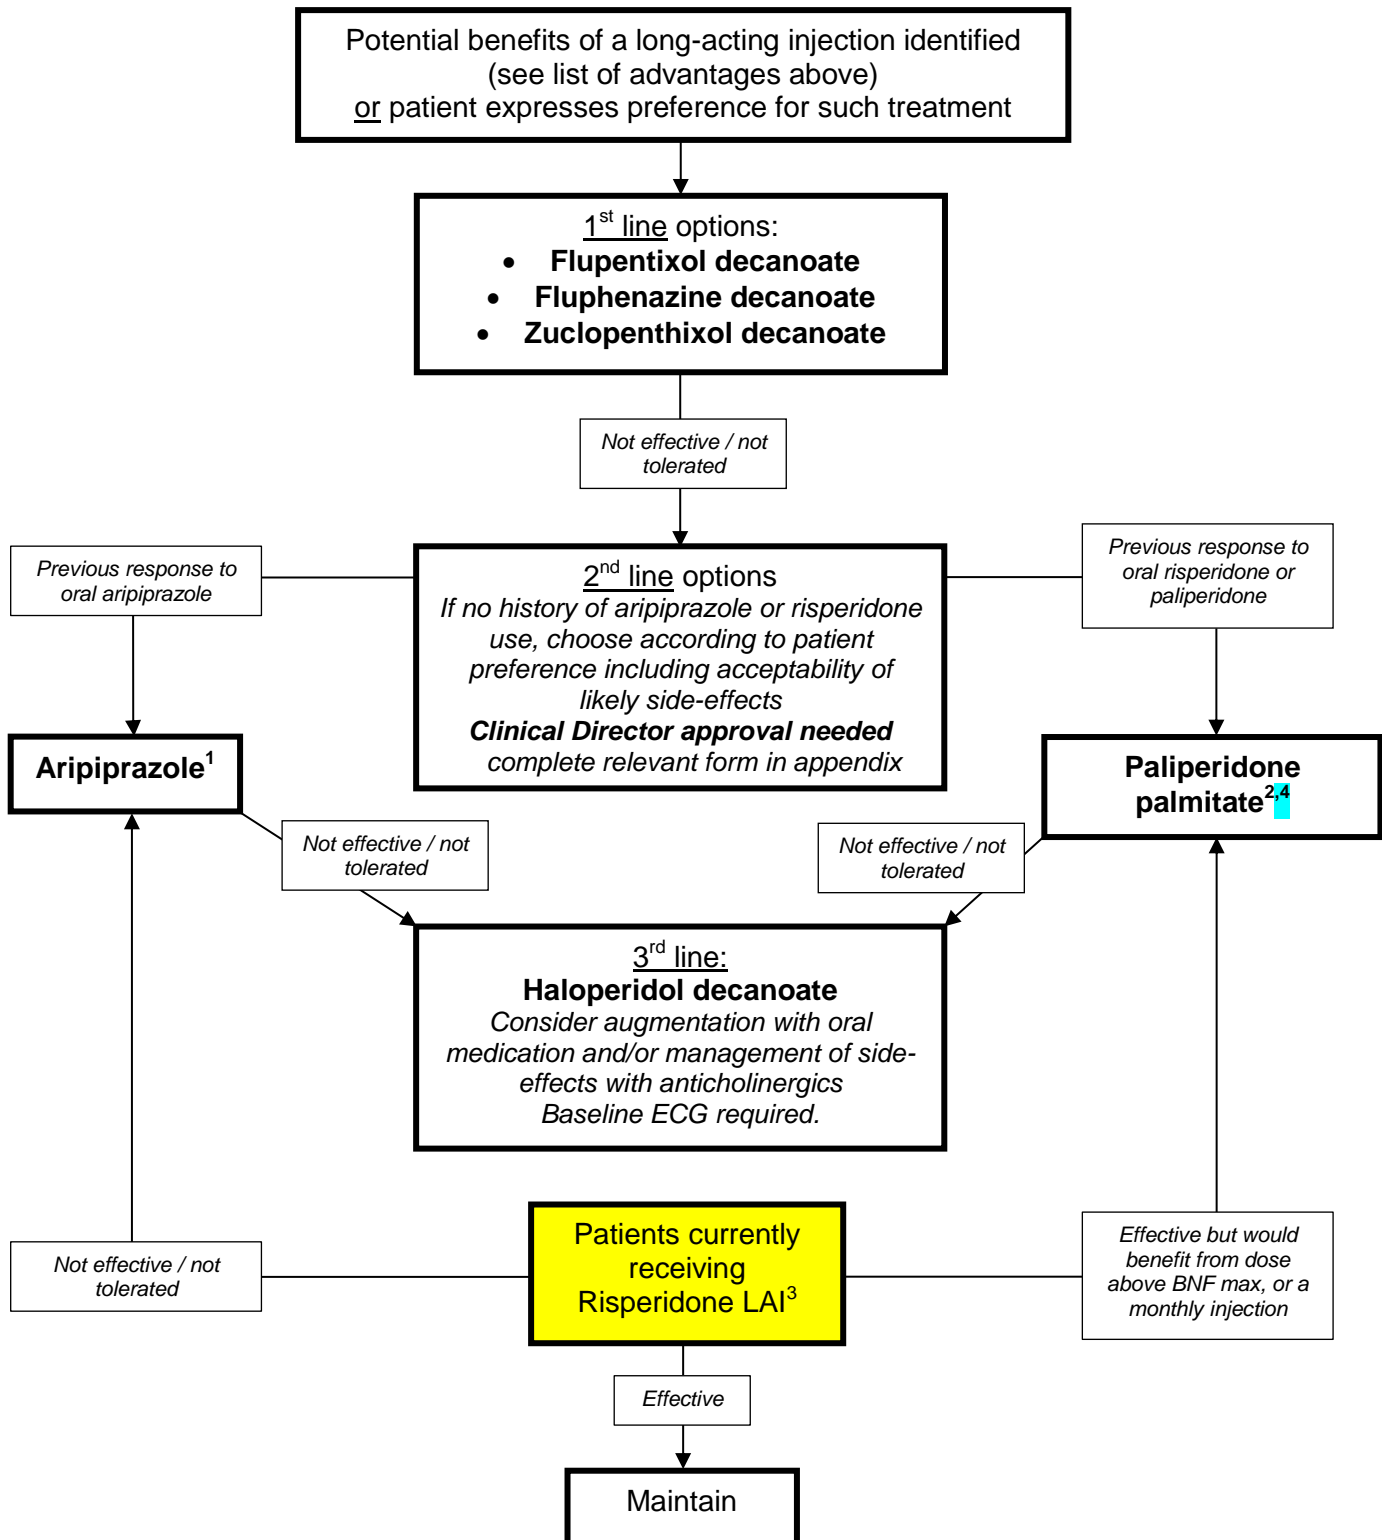 Potential benefits of a long-acting injection identified
(see list of advantages above)
or patient expresses preference for such treatment
1st line options:
• Flupentixol decanoate
• Fluphenazine decanoate
• Zuclopenthixol decanoate
Not effective / not
tolerated
Previous response to
oral aripiprazole
2nd line options
If no history of aripiprazole or risperidone
use, choose according to patient
preference including acceptability of
likely side-effects
Clinical Director approval needed
complete relevant form in appendix
Previous response to
oral risperidone or
paliperidone
Aripiprazole1
Paliperidone
palmitate2,4
Not effective / not
tolerated
Not effective / not
tolerated
3rd line:
Haloperidol decanoate
Consider augmentation with oral
medication and/or management of side-
effects with anticholinergics
Baseline ECG required.
Not effective / not
tolerated
Patients currently
receiving
Risperidone LAI3
Effective but would
benefit from dose
above BNF max, or a
monthly injection
Effective
Maintain